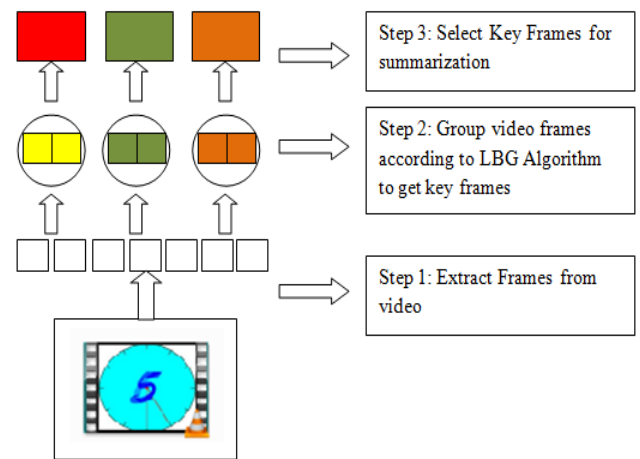 Step 3: Select Key Frames for
summarization
Step 2: Group video frames
according to LBG Algorithm
to get key frames
Step 1: Extract Frames from
video
5